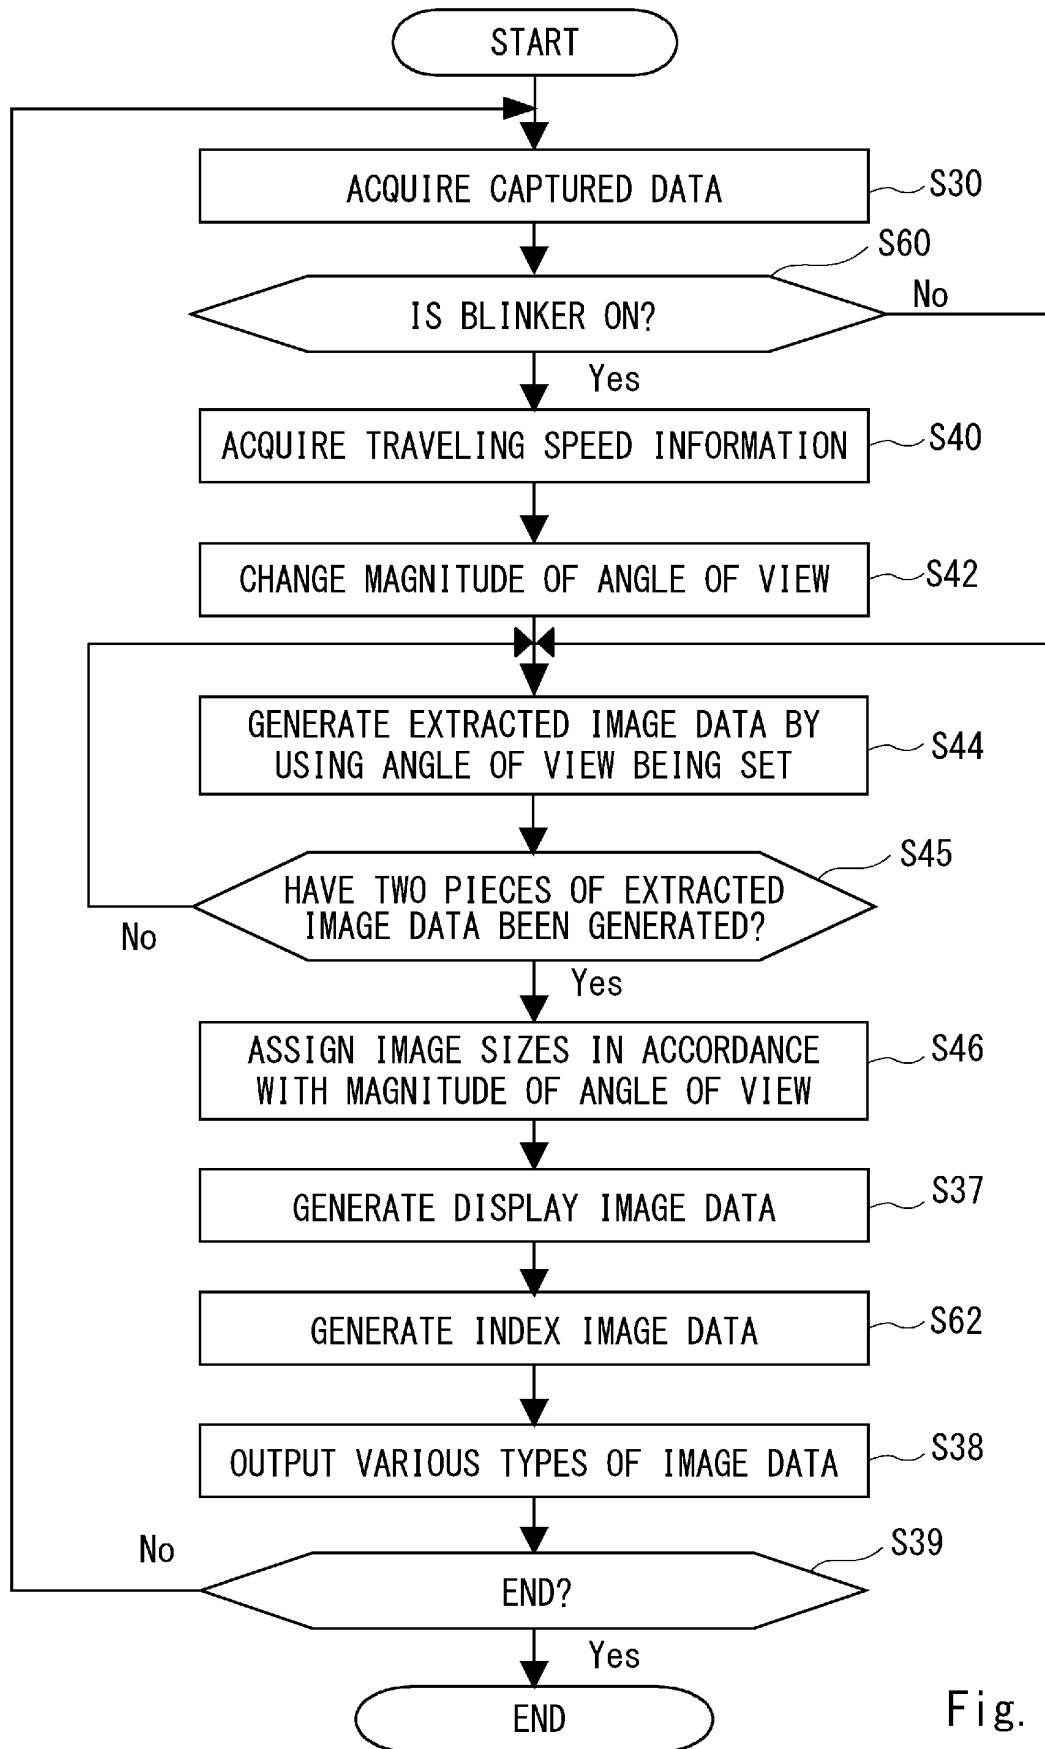 START
ACQUIRE CAPTURED DATA
S30
S60
IS BLINKER ON?
No
Yes
ACQUIRE TRAVELING SPEED INFORMATION
S40
CHANGE MAGNITUDE OF ANGLE OF VIEW
S42
GENERATE EXTRACTED IMAGE DATA BY
USING ANGLE OF VIEW BEING SET
S44
S45
HAVE TWO PIECES OF EXTRACTED
IMAGE DATA BEEN GENERATED?
No
Yes
ASSIGN IMAGE SIZES IN ACCORDANCE
WITH MAGNITUDE OF ANGLE OF VIEW
S46
GENERATE DISPLAY IMAGE DATA
S37
GENERATE INDEX IMAGE DATA
S62
OUTPUT VARIOUS TYPES OF IMAGE DATA
S38
No
S39
END?
Yes
END
Fig.